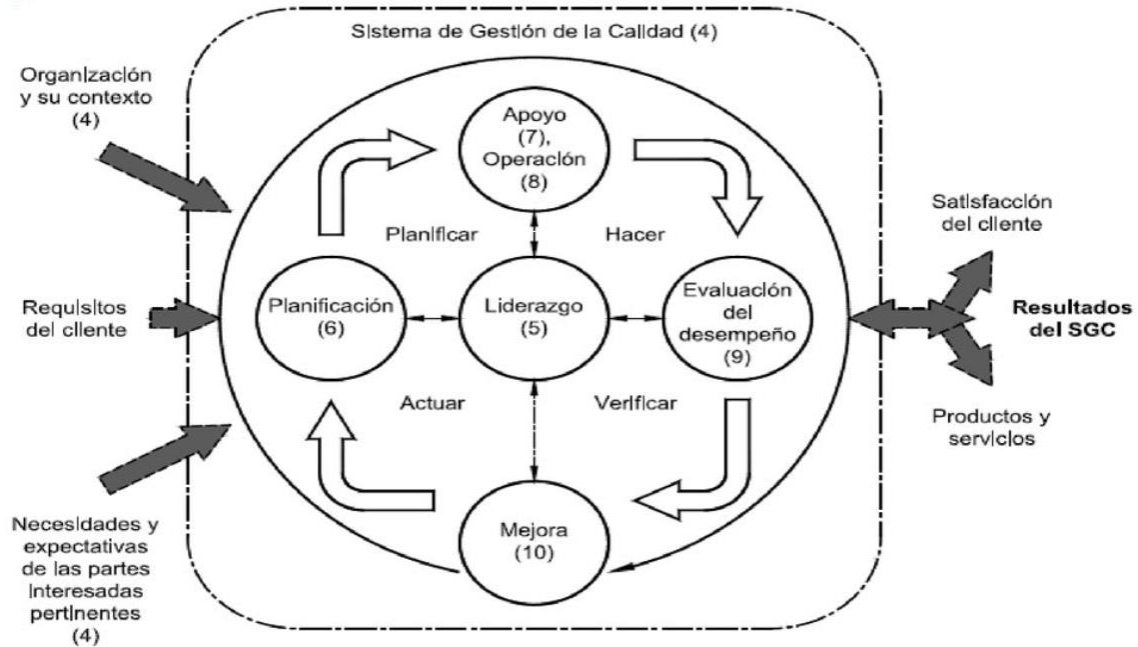 Sistema de Gestión de la Calidad (4)
Organización
y su contexto
(4)
Apoyo
(7),
Operación
(8)
Satisfacción
del cliente
Planificar
Hacer
Requisitos
del cliente
Planificación
(6)
Liderazgo
(5)
Evaluación
del
desempeño
(9)
Resultados
del SGC
Actuar
Verificar
Productos y
servicios
Necesidades y
expectativas
de las partes
interesadas
pertinentes
(4)
Mejora
(10)